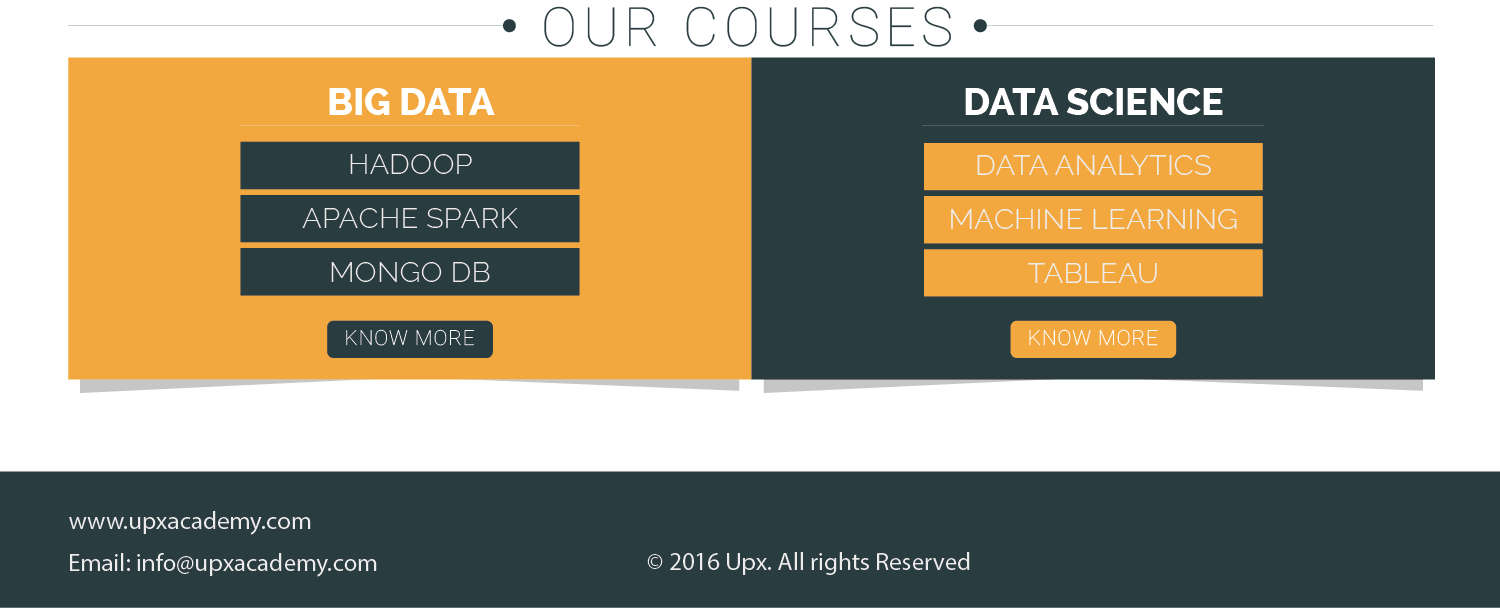 OUR COURSES
BIG DATA
HADOOP
APACHE SPARK
MONGO DB
KNOW MORE
DATA SCIENCE
DATA ANALYTICS
MACHINE LEARNING
TABLEAU
KNOW MORE
www.upxacademy.com
Email: info@upxacademy.com
© 2016 Upx. All rights Reserved